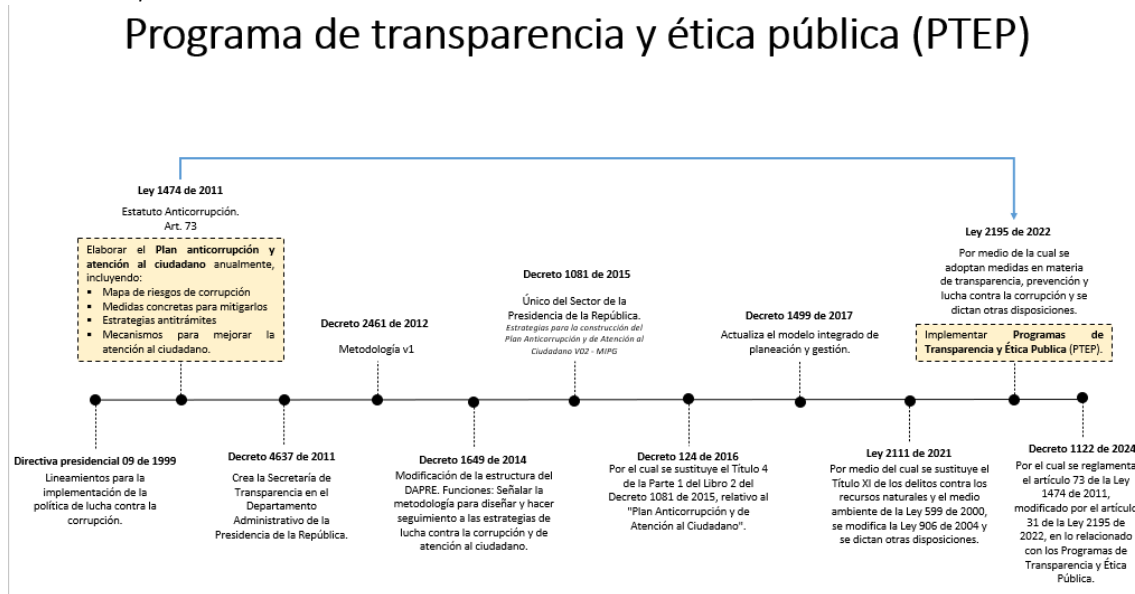 Programa de transparencia y ética pública (PTEP)
Ley 1474 de 2011
Estatuto Anticorrupción.
Art. 73
Elaborar el Plan anticorrupción y
atención al ciudadano anualmente,
incluyendo:
▪ Mapa de riesgos de corrupción
▪ Medidas concretas para mitigarlos
▪ Estrategias antitrámites
▪ Mecanismos para mejorar la
atención al ciudadano.
Decreto 2461 de 2012
Metodología v1
Decreto 1081 de 2015
Único del Sector de la
Presidencia de la República.
Estrategias para la construcción del
Plan Anticorrupción y de Atención al
Ciudadano V02 - MIPG
Decreto 1499 de 2017
Actualiza el modelo integrado de
planeación y gestión.
Ley 2195 de 2022
Por medio de la cual se
adoptan medidas en materia
de transparencia, prevención y
lucha contra la corrupción y se
dictan otras disposiciones.
Implementar Programas de
Transparencia y Ética Publica (PTEP).
Directiva presidencial 09 de 1999
Lineamientos para la
implementación de la
política de lucha contra la
corrupción.
Decreto 4637 de 2011
Crea la Secretaría de
Transparencia en el
Departamento
Administrativo de la
Presidencia de la República.
Decreto 1649 de 2014
Modificación de la estructura del
DAPRE. Funciones: Señalar la
metodología para diseñar y hacer
seguimiento a las estrategias de
lucha contra la corrupción y de
atención al ciudadano.
Decreto 124 de 2016
Por el cual se sustituye el Título 4
de la Parte 1 del Libro 2 del
Decreto 1081 de 2015, relativo al
"Plan Anticorrupción y de
Atención al Ciudadano".
Ley 2111 de 2021
Por medio del cual se sustituye el
Título XI de los delitos contra los
recursos naturales y el medio
ambiente de la Ley 599 de 2000,
se modifica la Ley 906 de 2004 y
se dictan otras disposiciones.
Decreto 1122 de 2024
Por el cual se reglamenta
el artículo 73 de la Ley
1474 de 2011,
modificado por el artículo
31 de la Ley 2195 de
2022, en lo relacionado
con los Programas de
Transparencia y Ética
Pública.